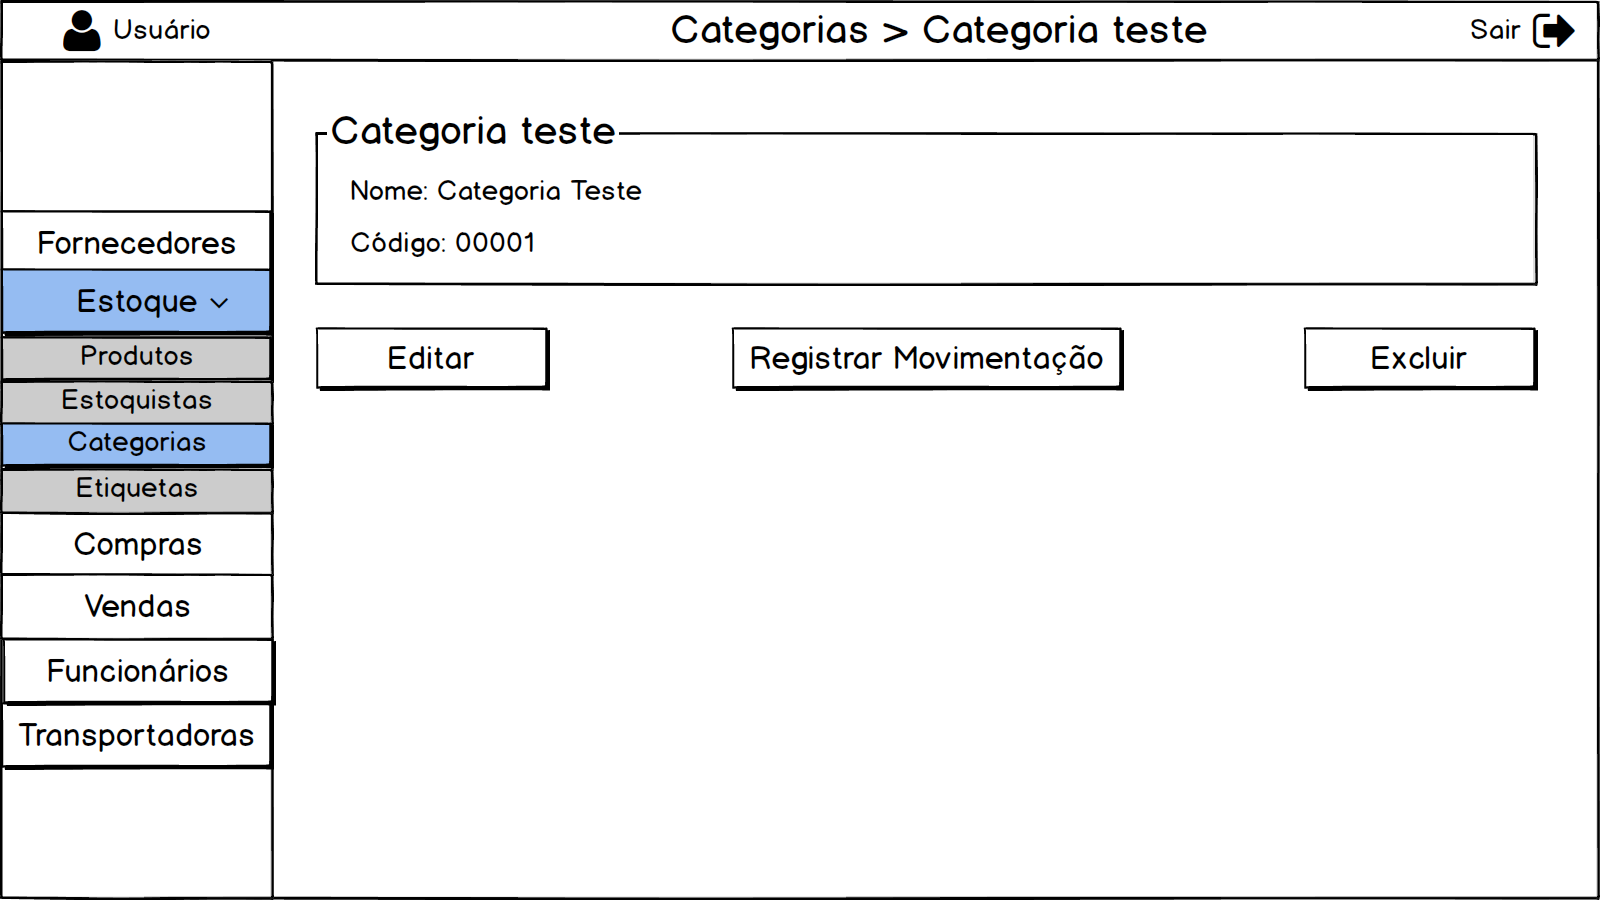 Usuário
Categorias > Categoria teste
Sair
Fornecedores
Estoque
Produtos
Estoquistas
Categorias
Etiquetas
Compras
Vendas
Funcionários
Transportadoras
Categoria teste
Nome: Categoria Teste
Código: 00001
Editar
Registrar Movimentação
Excluir